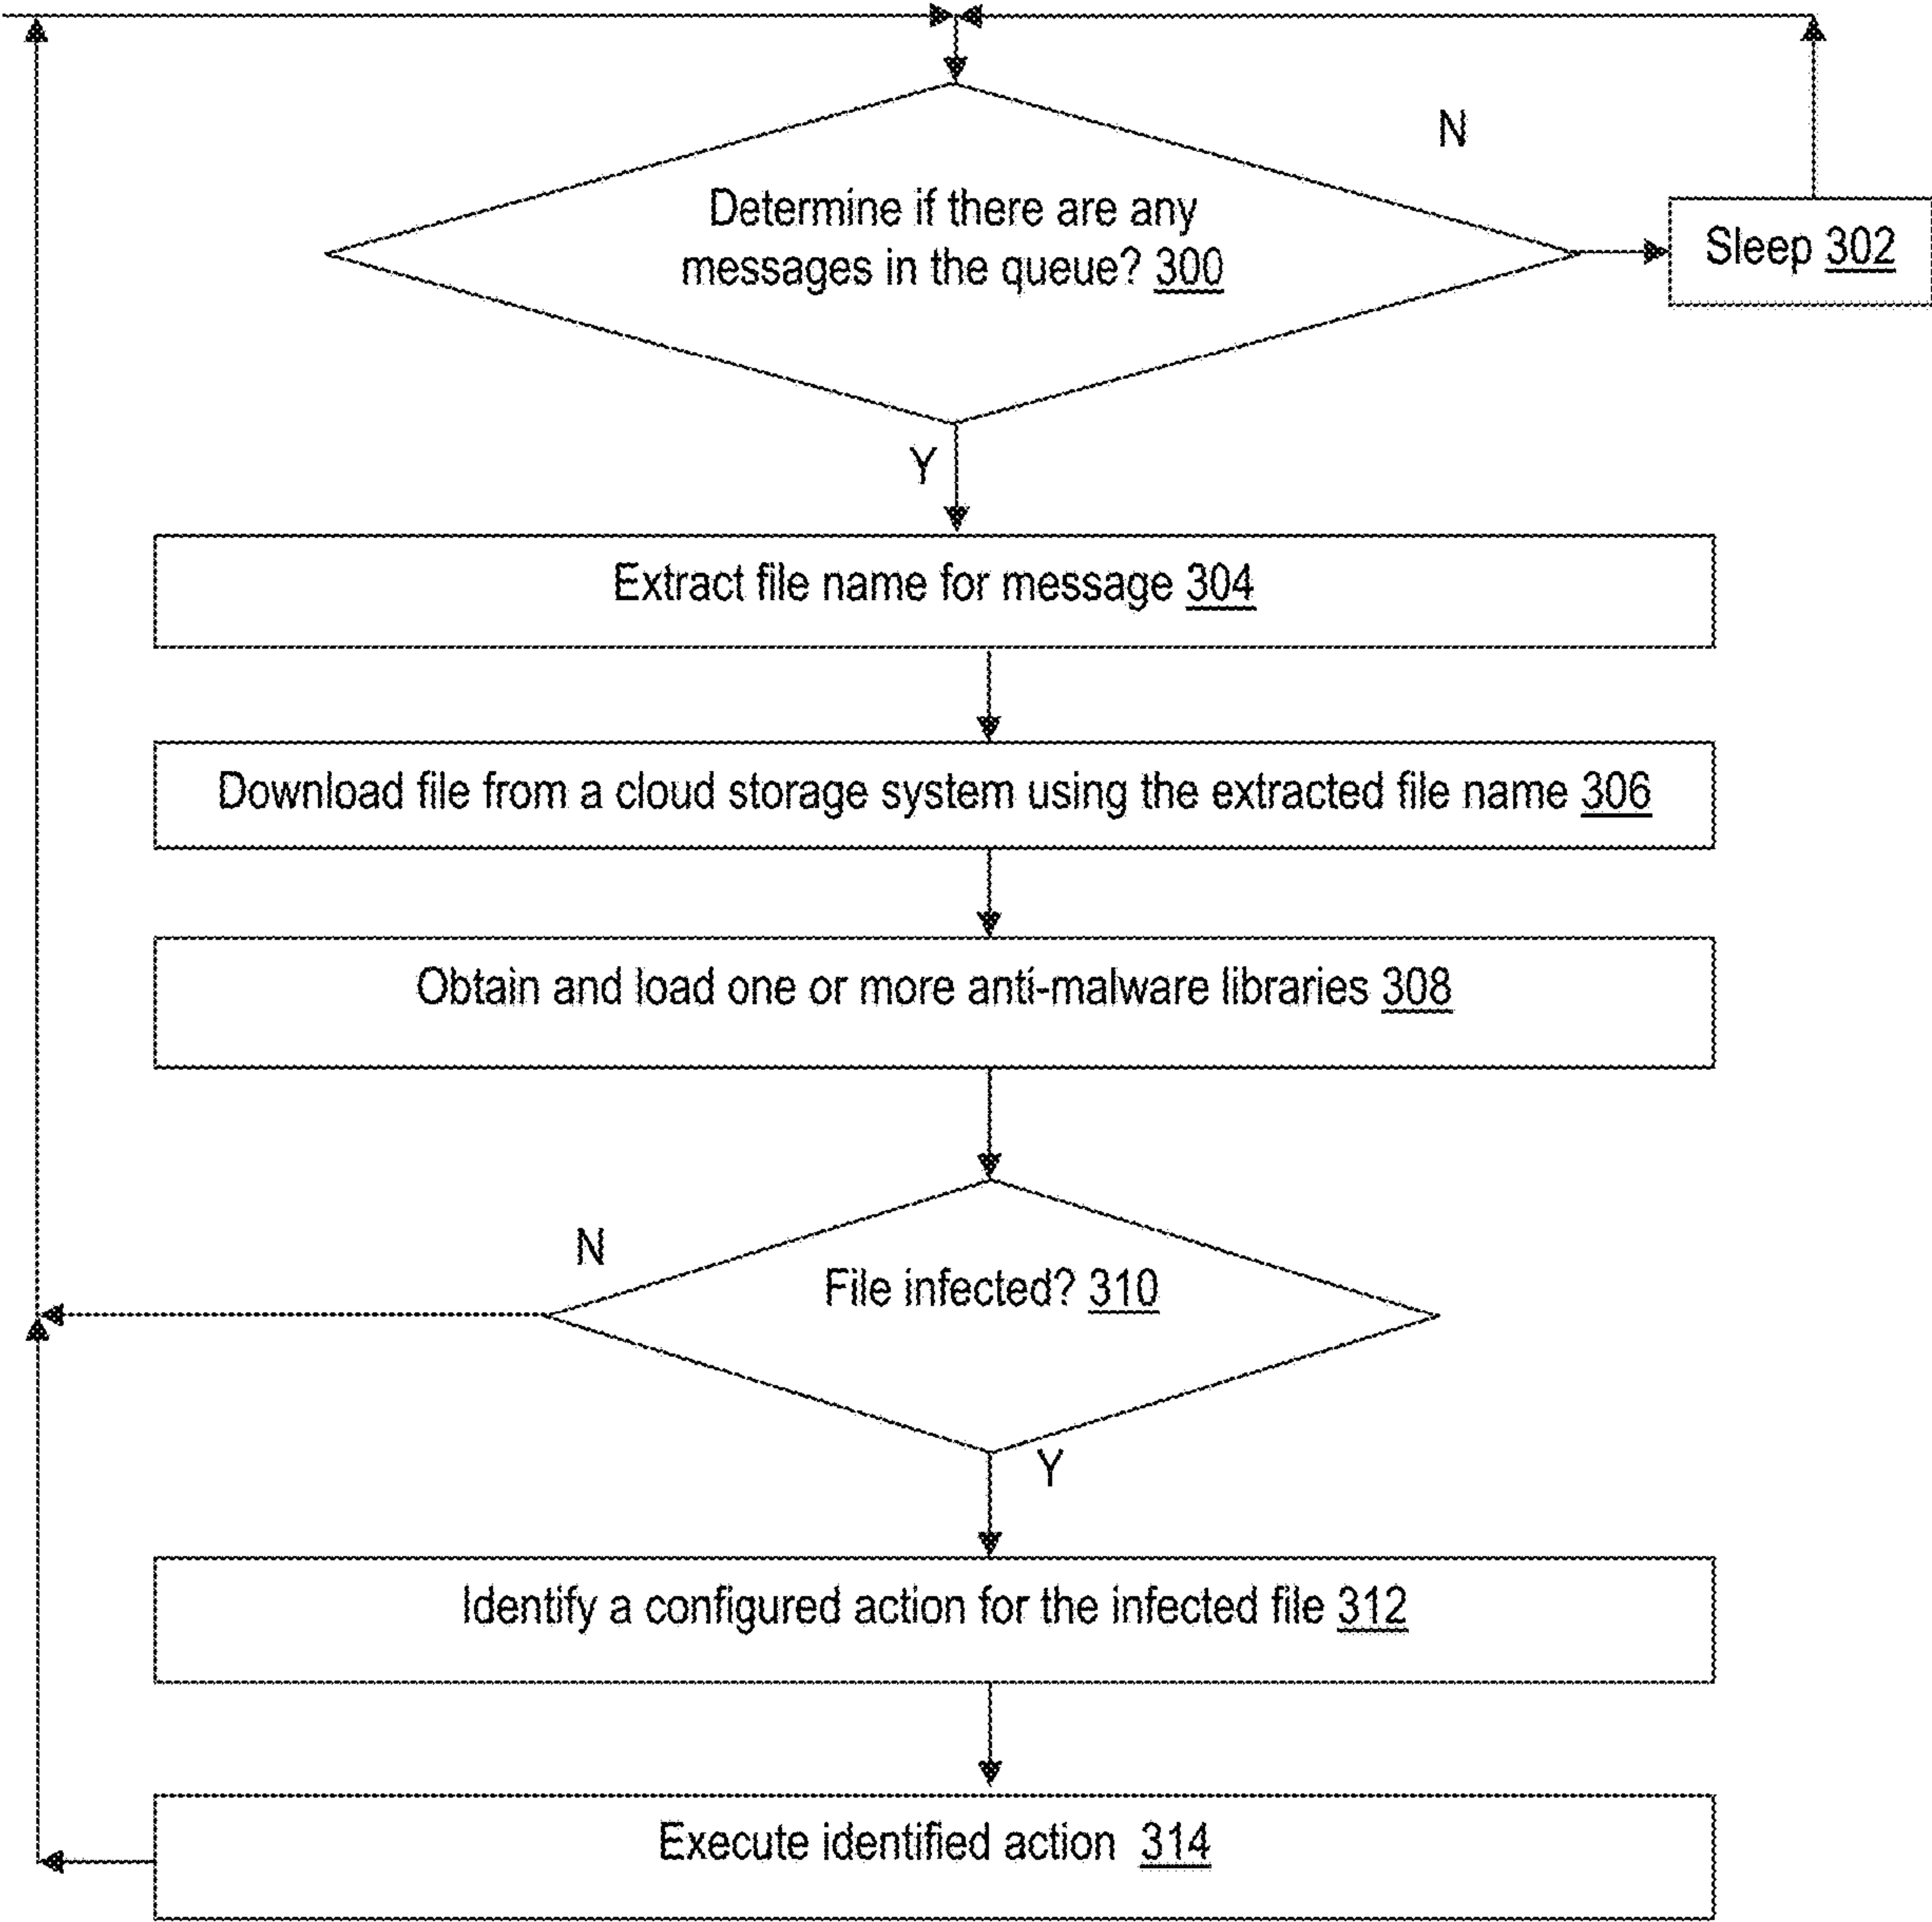 N
Determine if there are any
messages in the queue? 300
Sleep 302
Y
Extract file name for message 304
Download file from a cloud storage system using the extracted file name 306
Obtain and load one or more anti-malware libraries 308
N
File infected? 310
Y
Identify a configured action for the infected file 312
Execute identified action 314